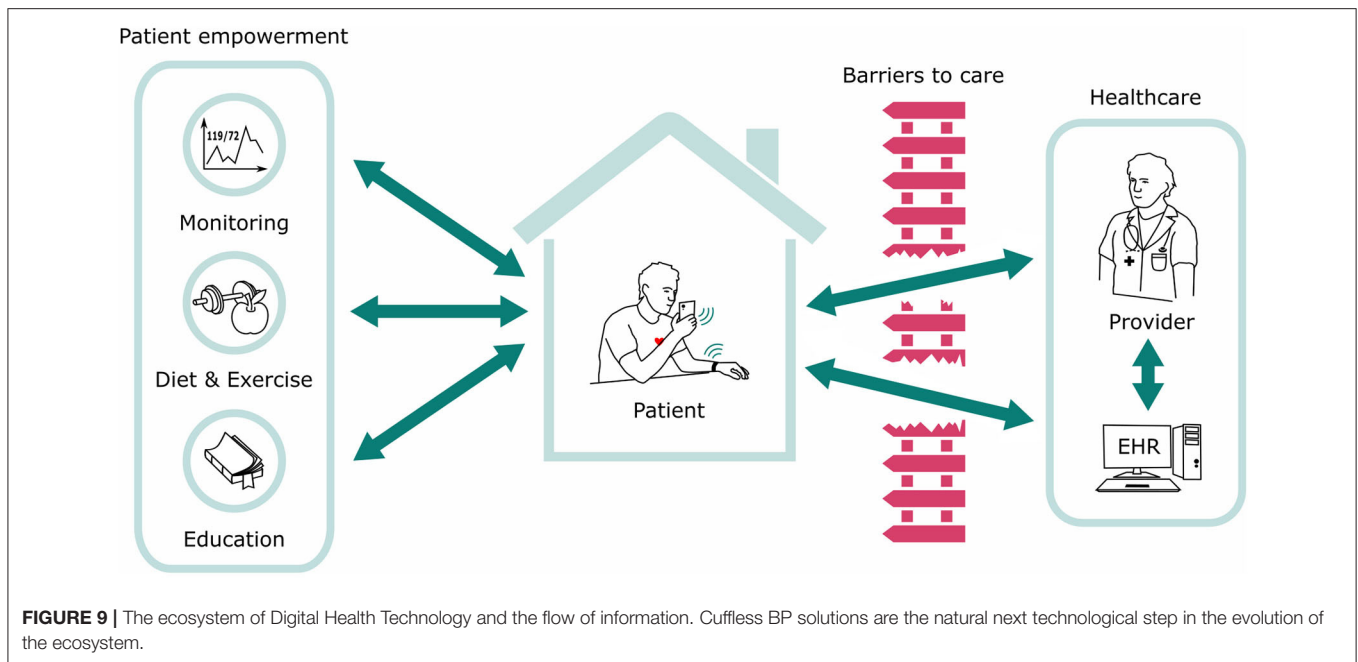 Patient empowerment
119/72
Monitoring
Diet & Exercise
Education
Patient
Barriers to care
Healthcare
Provider
EHR
FIGURE 9 | The ecosystem of Digital Health Technology and the flow of information. Cuffless BP solutions are the natural next technological step in the evolution of
the ecosystem.